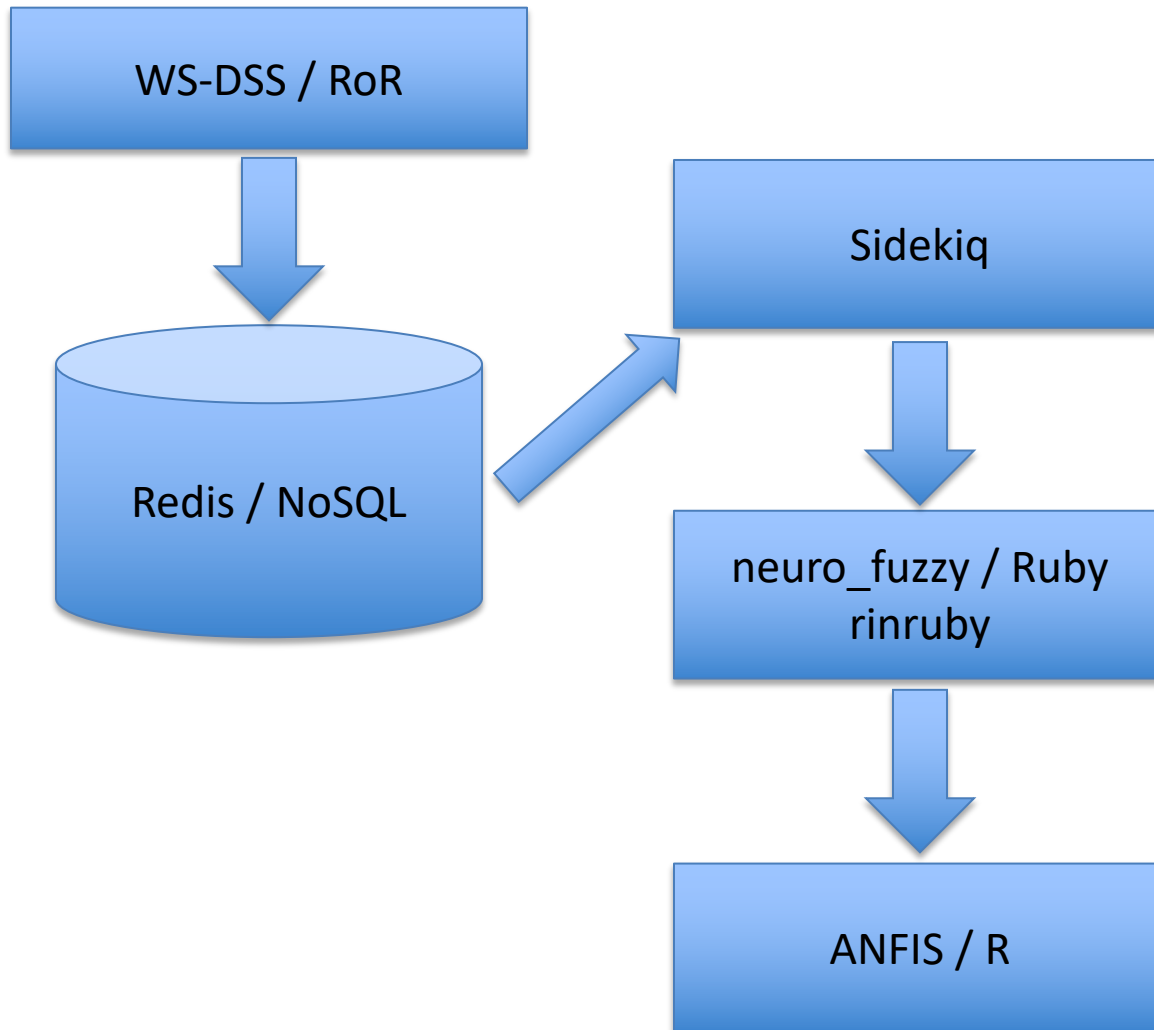 WS-DSS / RoR
Redis / NoSQL
Sidekiq
neuro_fuzzy / Ruby
rinruby
ANFIS / R